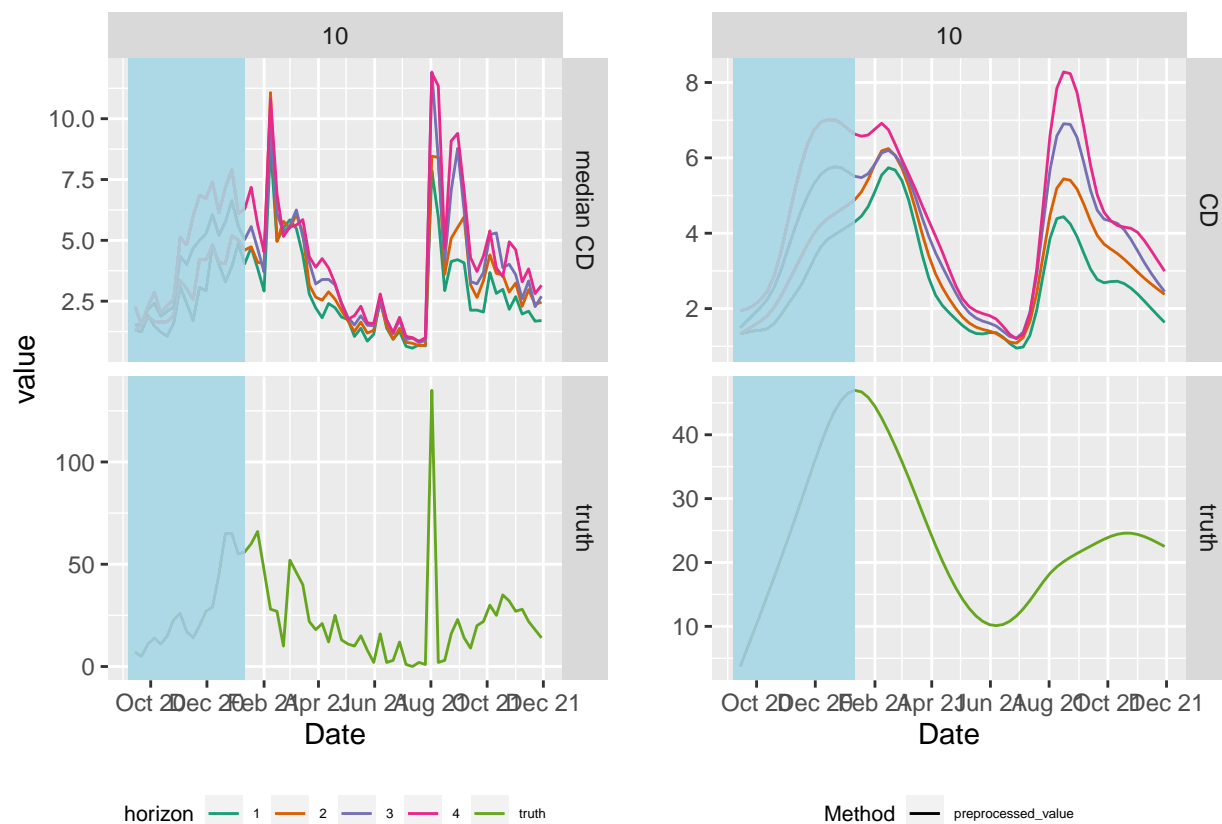 10
10
value
10.0
7.5
5.0
2.5
median CD
8
6
4
2
CD
100
50
0
truth
40
30
20
10
truth
Oct 20 Dec 20 Feb 21 Apr 21 Jun 21 Aug 21 Oct 21 Dec 21
Oct 20 Dec 20 Feb 21 Apr 21 Jun 21 Aug 21 Oct 21 Dec 21
Date
Date
horizon 1 2 3 4 truth
Method preprocessed_value